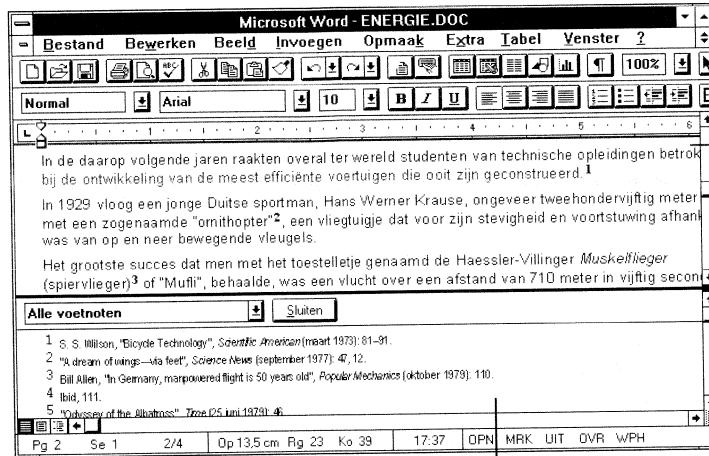 Microsoft Word - ENERGIE.DOC
Bestand Bewerken Beeld Invoegen Opmaak Extra Tabel Venster ?
ABC 100%
Normal Arial 10 B I U
L 1 2 3 4 5 6
In de daarop volgende jaren raakten overal ter wereld studenten van technische opleidingen betrok
bij de ontwikkeling van de meest efficiënte voertuigen die ooit zijn geconstrueerd.1
In 1929 vloog een jonge Duitse sportman, Hans Werner Krause, ongeveer tweehondervijftig meter
met een zogenaamde "ornithopter"2, een vliegtuigje dat voor zijn stevigheid en voortstuwing afhank
was van op en neer bewegende vleugels.
Het grootste succes dat men met het toestelletje genaamd de Haessler-Villinger Muskelflieger
(spiervlieger)3 of "Mufli", behaalde, was een vlucht over een afstand van 710 meter in vijftig secon
Alle voetnoten Sluiten
1 S. S. Wilson, "Bicycle Technology", Scientific American (maart 1973): 81–91.
2 "A dream of wings—via feet", Science News (september 1977): 47, 12.
3 Bill Allen, "In Germany, manpowered flight is 50 years old", Popular Mechanics (oktober 1979): 110.
4 Ibid, 111.
5 "Odyssey of the Albatross", Time (25 juni 1979): 46
Pg 2 Se 1 2/4 Op 13,5 cm Rg 23 Ko 39 17:37 OPN MRK UIT OVR WPH